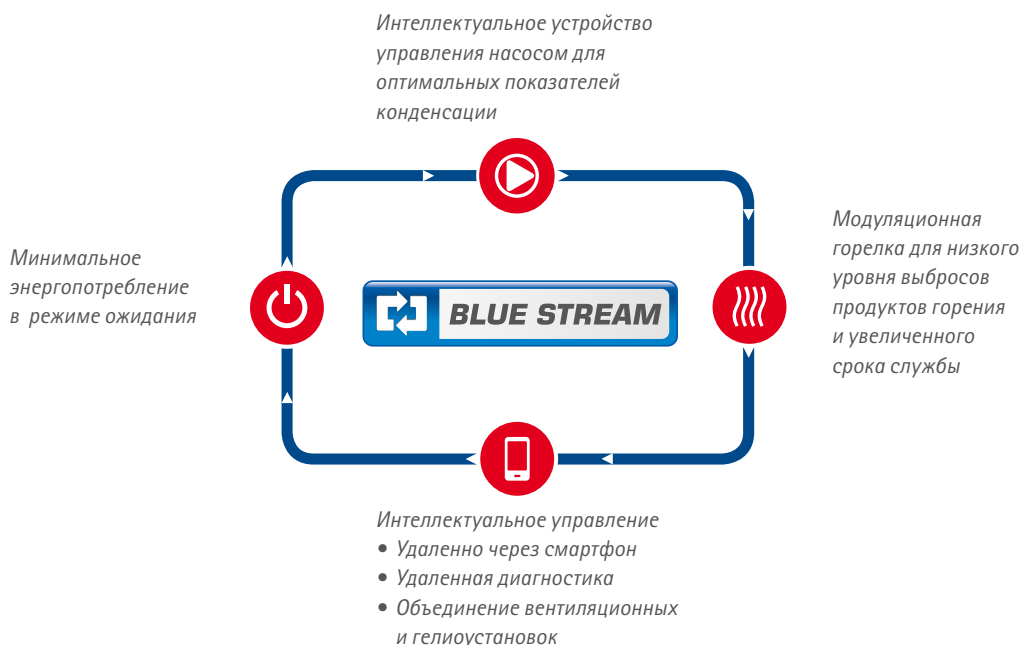 Интеллектуальное устройство
управления насосом для
оптимальных показателей
конденсации
Минимальное
энергопотребление
в режиме ожидания
BLUE STREAM
Модуляционная
горелка для низкого
уровня выбросов
продуктов горения
и увеличенного
срока службы
Интеллектуальное управление
• Удаленно через смартфон
• Удаленная диагностика
• Объединение вентиляционных
и гелиоустановок